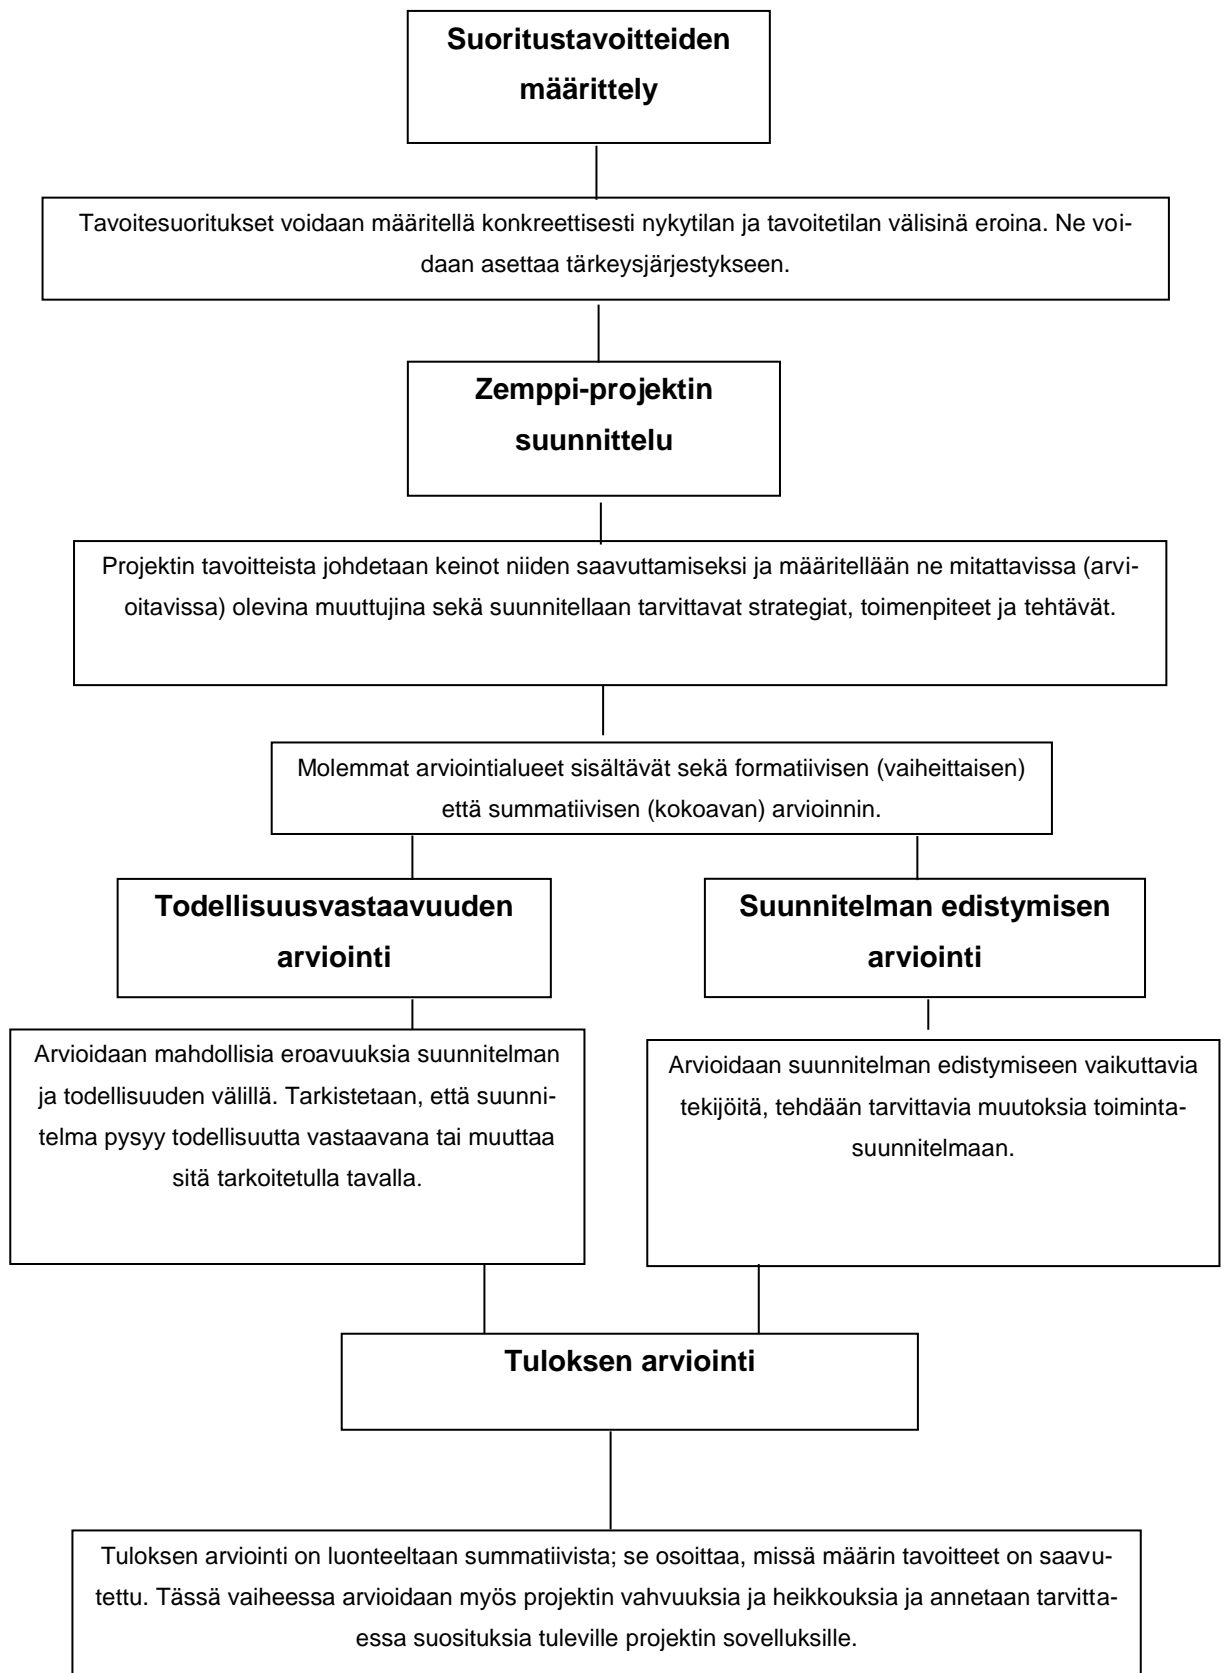 Suoritustavoitteiden
määrittely
Tavoitesuoritukset voidaan määritellä konkreettisesti nykytilan ja tavoitetilan välisinä eroina. Ne voi-
daan asettaa tärkeysjärjestykseen.
Zemppi-projektin
suunnittelu
Projektin tavoitteista johdetaan keinot niiden saavuttamiseksi ja määritellään ne mitattavissa (arvi-
oitavissa) olevina muuttujina sekä suunnitellaan tarvittavat strategiat, toimenpiteet ja tehtävät.
Molemmat arviointialueet sisältävät sekä formatiivisen (vaiheittaisen)
että summatiivisen (kokoavan) arvioinnin.
Todellisuusvastaavuuden
arviointi
Arvioidaan mahdollisia eroavuuksia suunnitelman
ja todellisuuden välillä. Tarkistetaan, että suunni-
telma pysyy todellisuutta vastaavana tai muuttaa
sitä tarkoitetulla tavalla.
Suunnitelman edistymisen
arviointi
Arvioidaan suunnitelman edistymiseen vaikuttavia
tekijöitä, tehdään tarvittavia muutoksia toiminta-
suunnitelmaan.
Tuloksen arviointi
Tuloksen arviointi on luonteeltaan summatiivista; se osoittaa, missä määrin tavoitteet on saavu-
tettu. Tässä vaiheessa arvioidaan myös projektin vahvuuksia ja heikkouksia ja annetaan tarvitta-
essa suosituksia tuleville projektin sovelluksille.